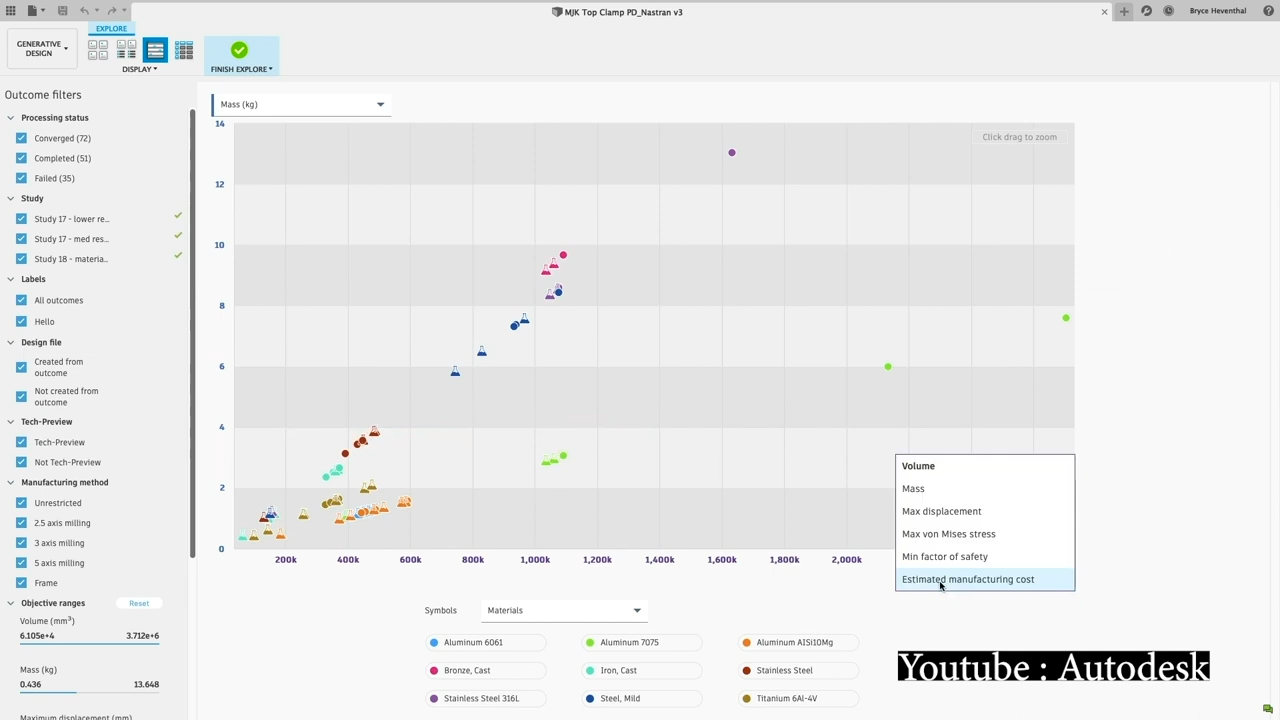 MJK Top Clamp PD_Nastran v3
Bryce Heventhal
EXPLORE
GENERATIVE
DESIGN
DISPLAY
FINISH EXPLORE
Outcome filters
Processing status
Converged (72)
Completed (51)
Failed (35)
Study
Study 17 - lower re...
Study 17 - med res...
Study 18 - materia...
Labels
All outcomes
Hello
Design file
Created from
outcome
Not created from
outcome
Tech-Preview
Tech-Preview
Not Tech-Preview
Manufacturing method
Unrestricted
2.5 axis milling
3 axis milling
5 axis milling
Frame
Objective ranges
Reset
Volume (mm³)
6.105e+4 3.712e+6
Mass (kg)
0.436 13.648
Maximum displacement (mm)
Mass (kg)
Click drag to zoom
14
12
10
8
6
4
2
0
200k 400k 600k 800k 1,000k 1,200k 1,400k 1,600k 1,800k 2,000k
Volume
Mass
Max displacement
Max von Mises stress
Min factor of safety
Estimated manufacturing cost
Symbols Materials
Aluminum 6061 Aluminum 7075 Aluminum AlSi10Mg
Bronze, Cast Iron, Cast Stainless Steel
Stainless Steel 316L Steel, Mild Titanium 6Al-4V
Youtube : Autodesk